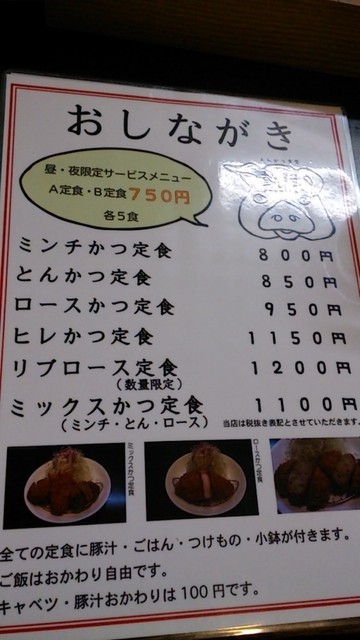 おしながき
昼・夜限定サービスメニュー
A定食・B定食750円
各5食
ミンチかつ定食 800円
とんかつ定食 850円
ロースかつ定食 950円
ヒレかつ定食 1150円
リブロース定食 1200円
(数量限定)
ミックスかつ定食 1100円
(ミンチ・とん・ロース)
当店は税抜き表記とさせていただきます。
ミックスかつ定食
ロースかつ定食
全ての定食に豚汁・ごはん・つけもの・小鉢が付きます。
ご飯はおかわり自由です。
キャベツ・豚汁おかわりは100円です。